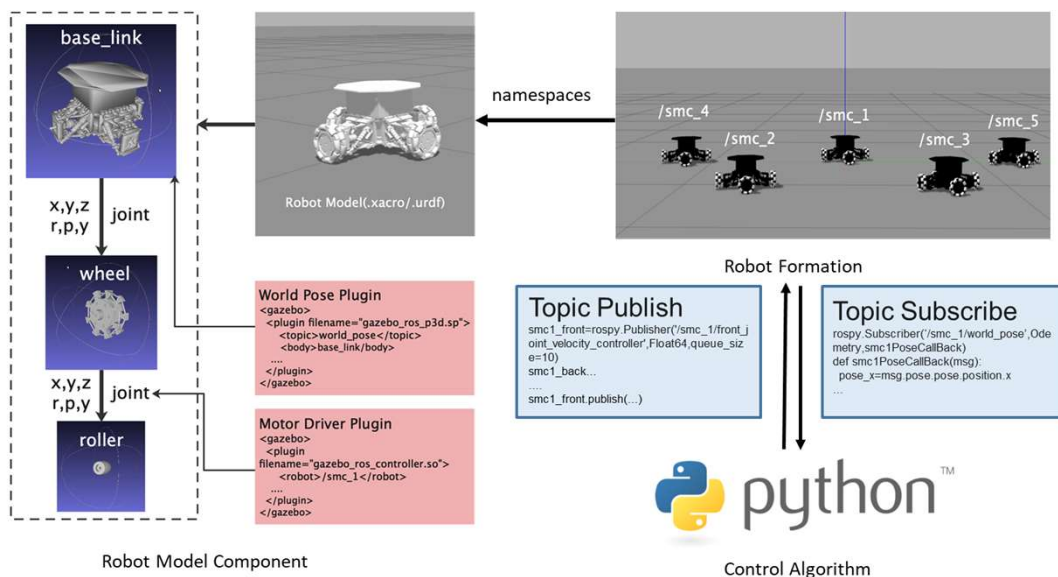 base_link
x,y,z
r,p,y
joint
wheel
x,y,z
r,p,y
joint
roller
Robot Model Component
Robot Model(.xacro/.urdf)
World Pose Plugin
<gazebo>
<plugin filename="gazebo_ros_p3d.sp">
<topic>world_pose</topic>
<body>base_link/body>
....
</plugin>
</gazebo>
Motor Driver Plugin
<gazebo>
<plugin
filename="gazebo_ros_controller.so">
<robot>/smc_1</robot>
....
</plugin>
</gazebo>
namespaces
/smc_4
/smc_2
/smc_1
/smc_3
/smc_5
Robot Formation
Topic Publish
smc1_front=rospy.Publisher('/smc_1/front_j
oint_velocity_controller',Float64,queue_siz
e=10)
smc1_back...
....
smc1_front.publish(...)
Topic Subscribe
rospy.Subscriber('/smc_1/world_pose',Ode
metry,smc1PoseCallBack)
def smc1PoseCallBack(msg):
pose_x=msg.pose.pose.position.x
...
python™
Control Algorithm